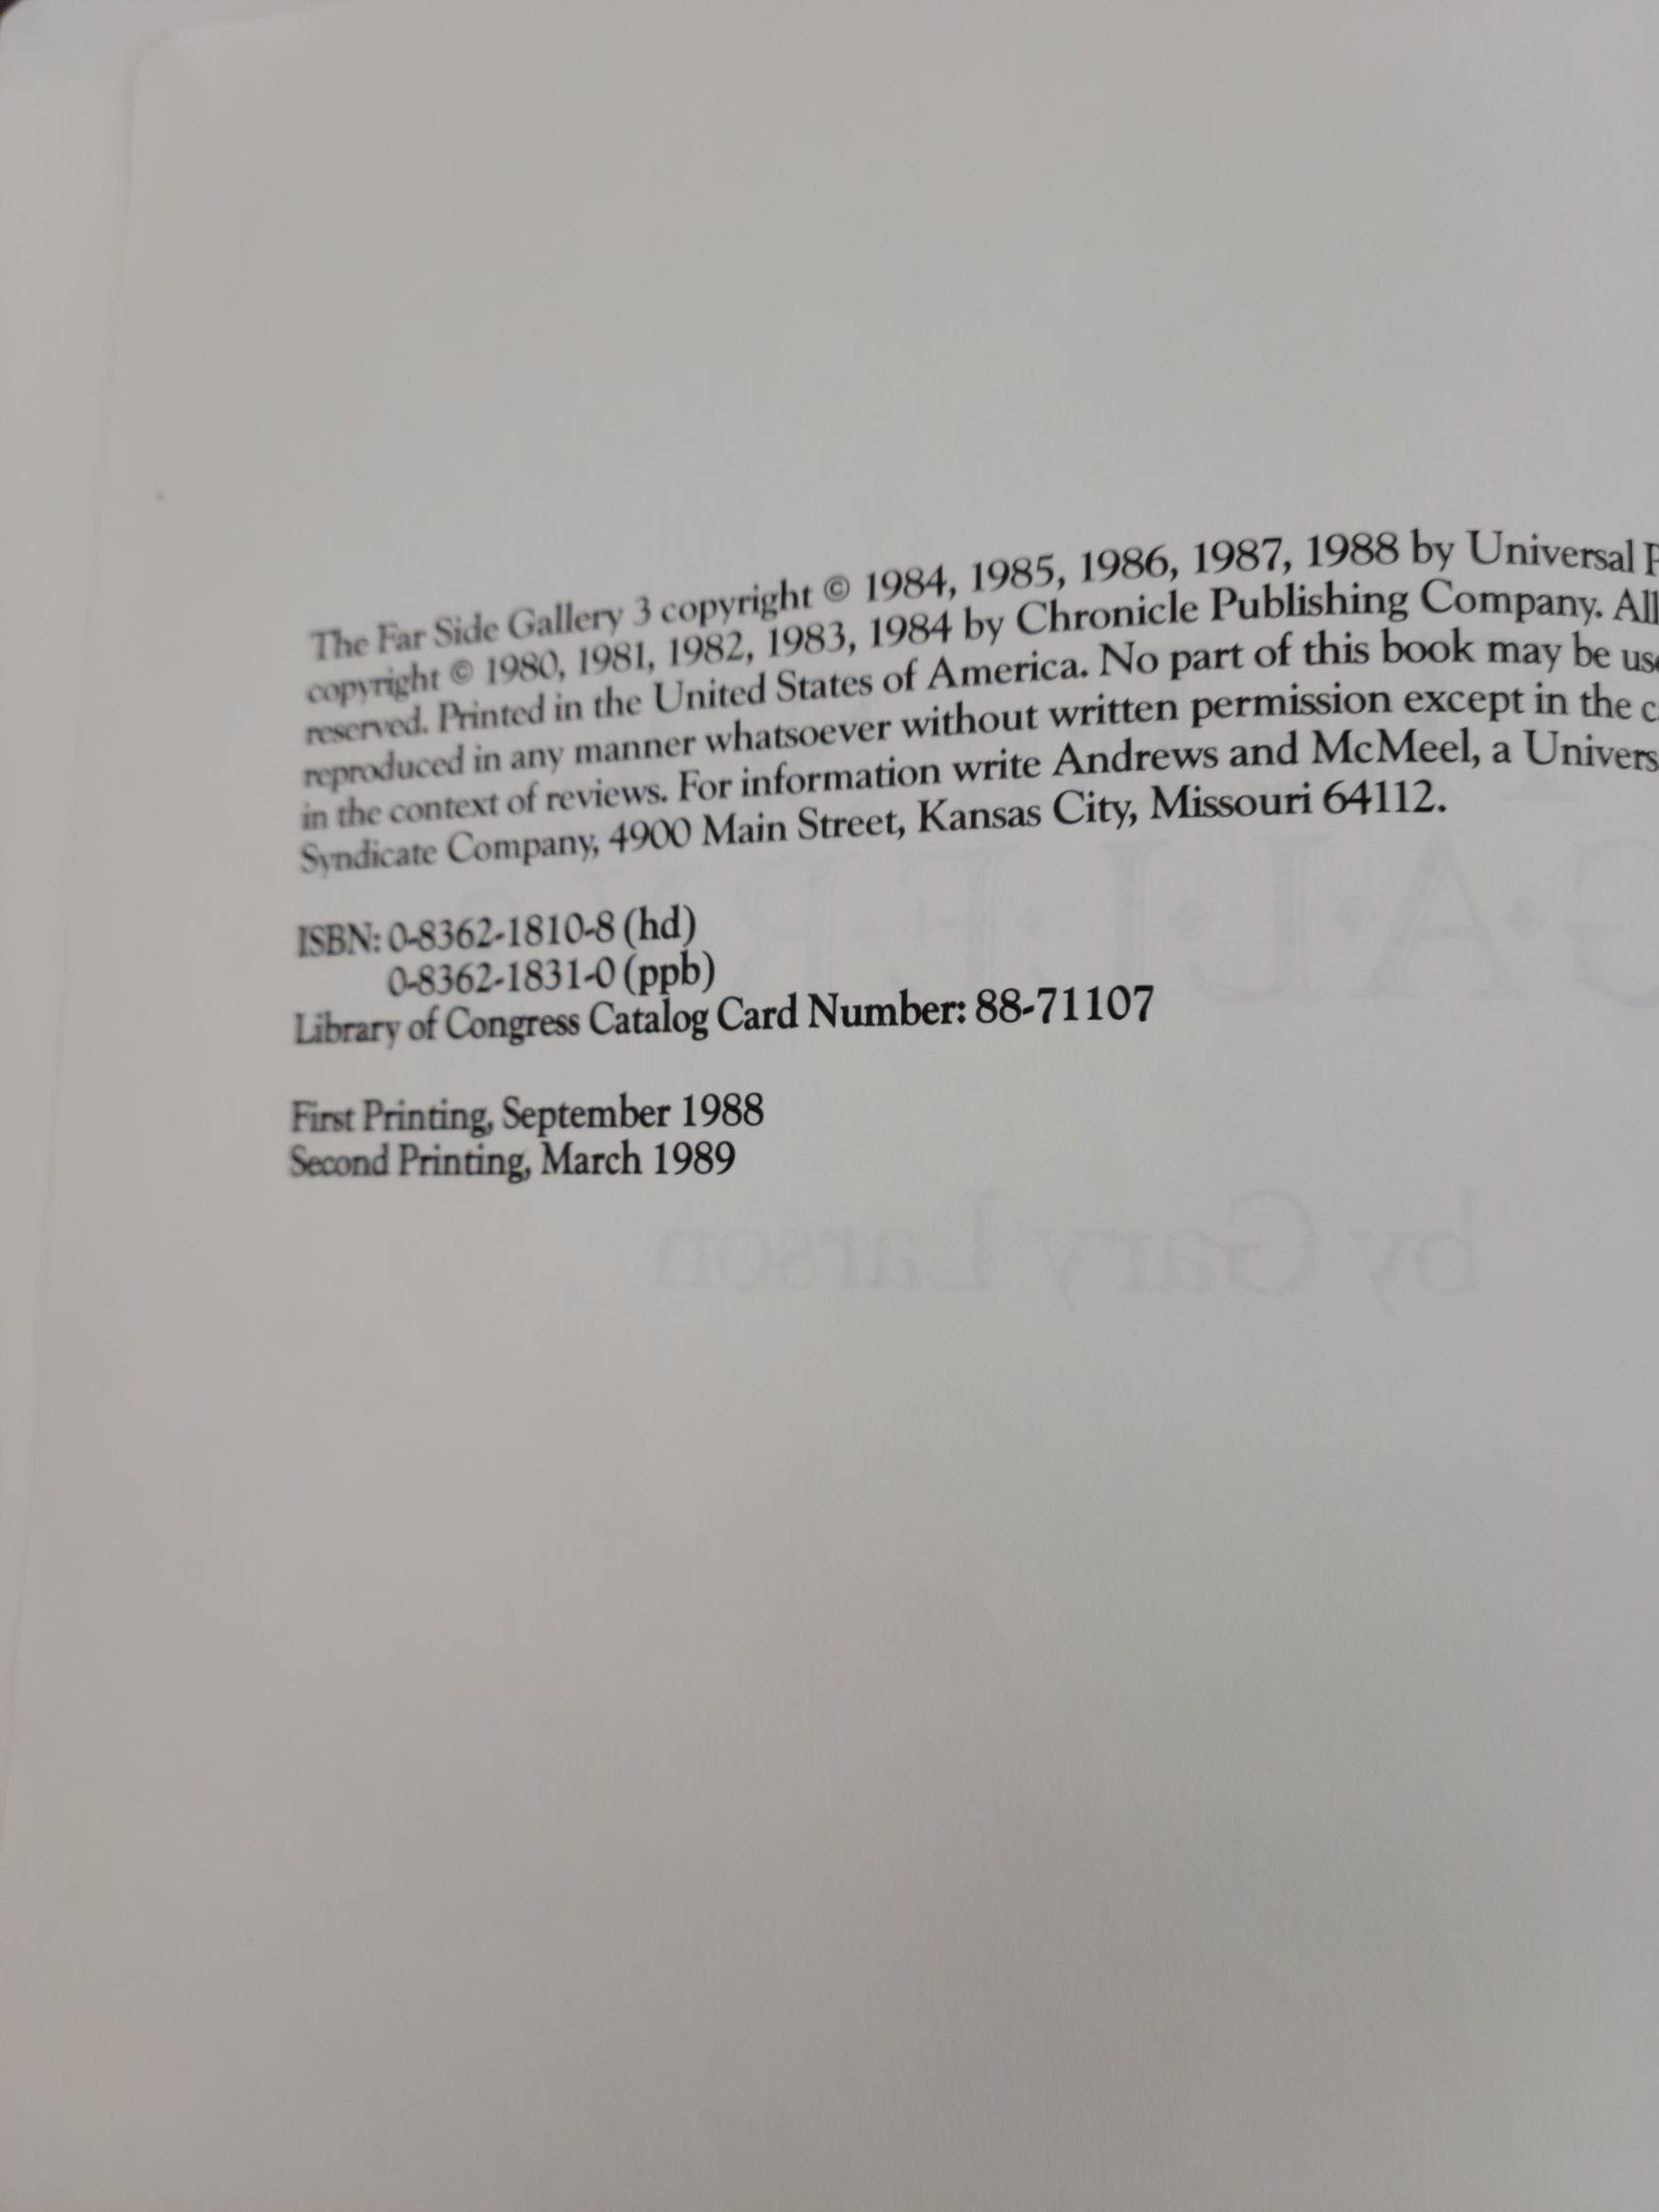 The Far Side Gallery 3 copyright © 1984, 1985, 1986, 1987, 1988 by Universal
copyright © 1980, 1981, 1982, 1983, 1984 by Chronicle Publishing Company. All
reserved. Printed in the United States of America. No part of this book may be
reproduced in any manner whatsoever without written permission except in the
in the context of reviews. For information write Andrews and McMeel, a
Syndicate Company, 4900 Main Street, Kansas City, Missouri 64112.
ISBN: 0-8362-1810-8 (hd)
0-8362-1831-0 (ppb)
Library of Congress Catalog Card Number: 88-71107
First Printing, September 1988
Second Printing, March 1989
by Gary Larson